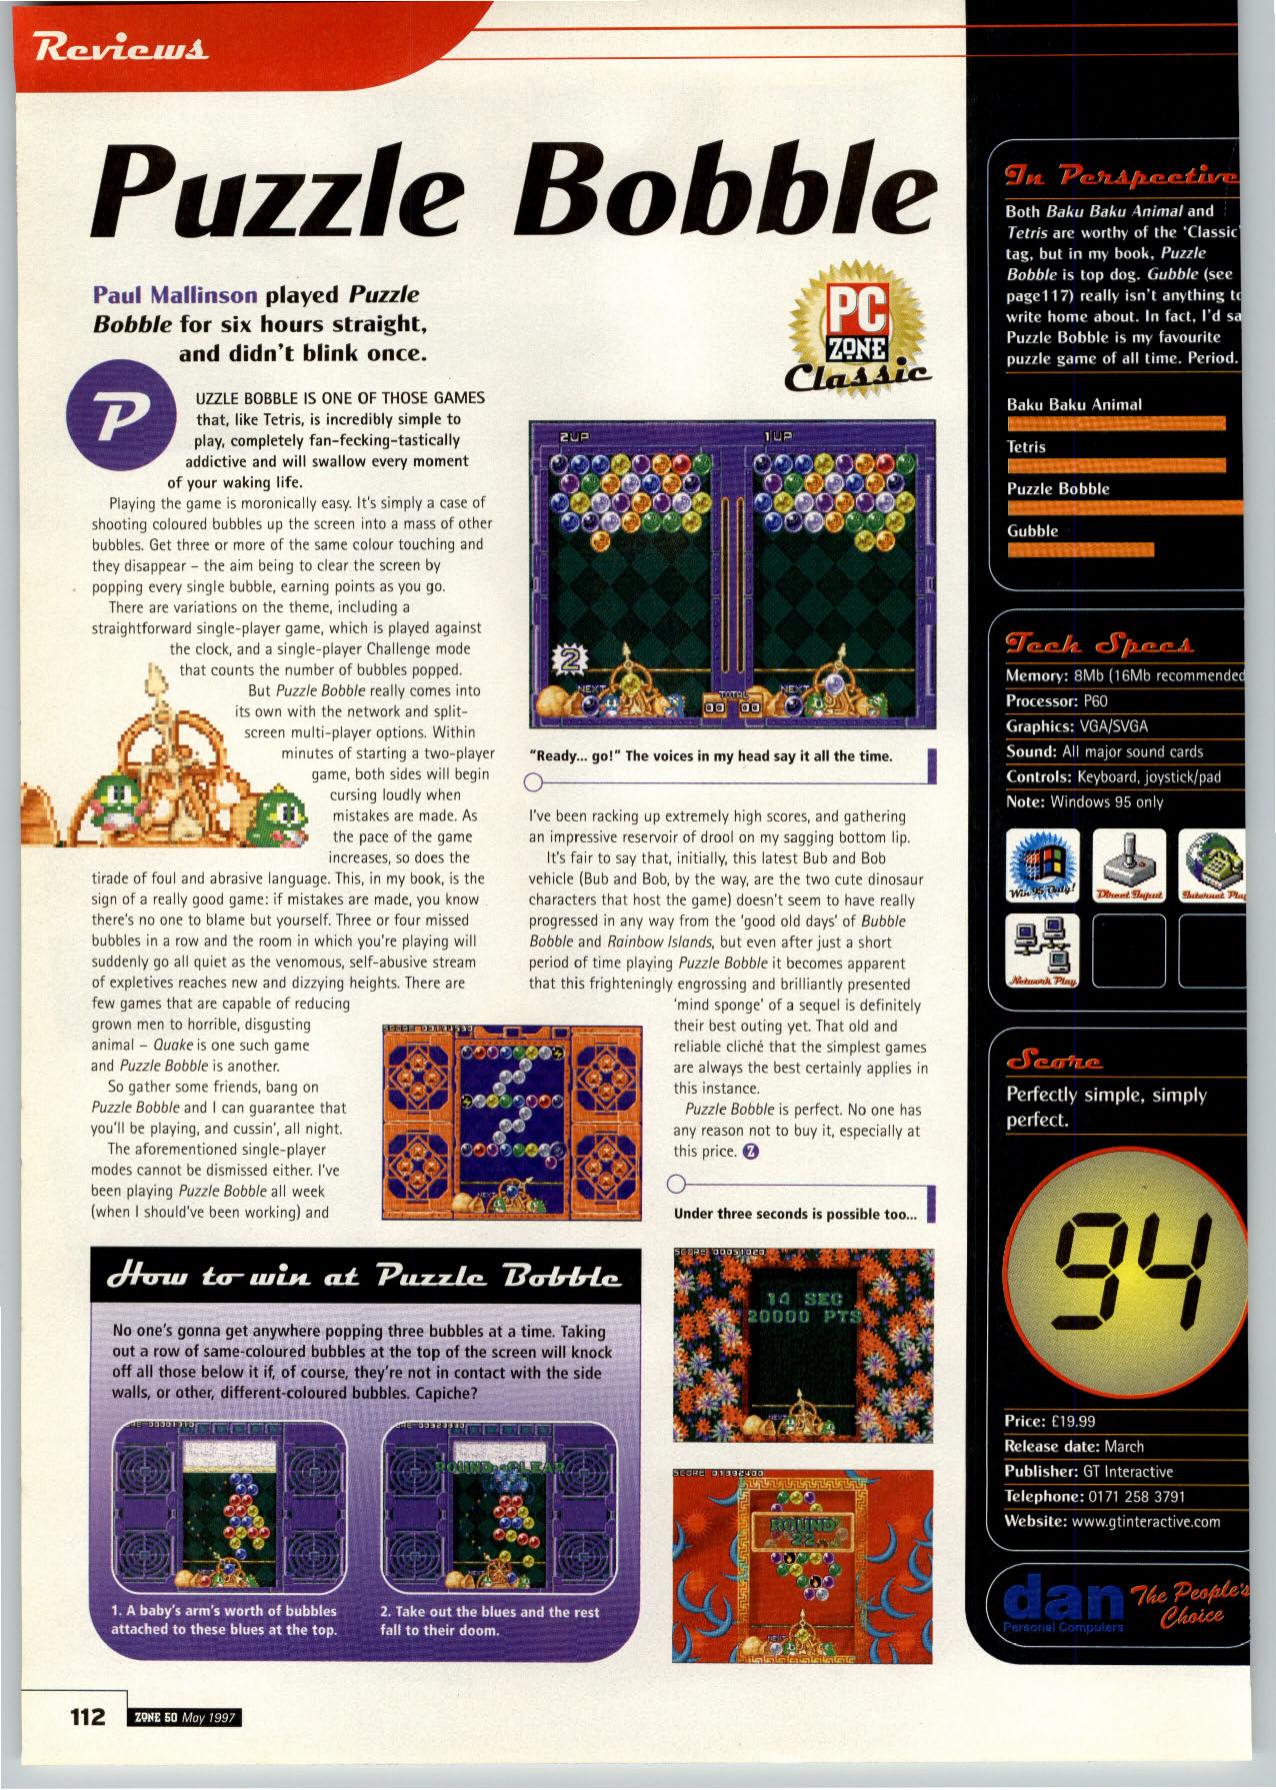 Reviews
Puzzle Bobble
Paul Mallinson played Puzzle
Bobble for six hours straight,
and didn't blink once.
PC
ZONE
Classic
P
UZZLE BOBBLE IS ONE OF THOSE GAMES
that, like Tetris, is incredibly simple to
play, completely fan-fecking-tastically
addictive and will swallow every moment
of your waking life.
Playing the game is moronically easy. It's simply a case of
shooting coloured bubbles up the screen into a mass of other
bubbles. Get three or more of the same colour touching and
they disappear – the aim being to clear the screen by
popping every single bubble, earning points as you go.
There are variations on the theme, including a
straightforward single-player game, which is played against
the clock, and a single-player Challenge mode
that counts the number of bubbles popped.
But Puzzle Bobble really comes into
its own with the network and split-
screen multi-player options. Within
minutes of starting a two-player
game, both sides will begin
cursing loudly when
mistakes are made. As
the pace of the game
increases, so does the
tirade of foul and abrasive language. This, in my book, is the
sign of a really good game: if mistakes are made, you know
there's no one to blame but yourself. Three or four missed
bubbles in a row and the room in which you're playing will
suddenly go all quiet as the venomous, self-abusive stream
of expletives reaches new and dizzying heights. There are
few games that are capable of reducing
grown men to horrible, disgusting
animal – Quake is one such game
and Puzzle Bobble is another.
So gather some friends, bang on
Puzzle Bobble and I can guarantee that
you'll be playing, and cussin', all night.
The aforementioned single-player
modes cannot be dismissed either. I've
been playing Puzzle Bobble all week
(when I should've been working) and
2UP
1UP
2
NEXT
TOTAL
00 00
NEXT
"Ready... go!" The voices in my head say it all the time.
I've been racking up extremely high scores, and gathering
an impressive reservoir of drool on my sagging bottom lip.
It's fair to say that, initially, this latest Bub and Bob
vehicle (Bub and Bob, by the way, are the two cute dinosaur
characters that host the game) doesn't seem to have really
progressed in any way from the 'good old days' of Bubble
Bobble and Rainbow Islands, but even after just a short
period of time playing Puzzle Bobble it becomes apparent
that this frighteningly engrossing and brilliantly presented
'mind sponge' of a sequel is definitely
their best outing yet. That old and
reliable cliché that the simplest games
are always the best certainly applies in
this instance.
Puzzle Bobble is perfect. No one has
any reason not to buy it, especially at
this price. Z
Under three seconds is possible too...
SCORE 00051020
14 SEC
20000 PTS
NEXT
SCORE 01392400
ROUND
22
NEXT
How to win at Puzzle Bobble
No one's gonna get anywhere popping three bubbles at a time. Taking
out a row of same-coloured bubbles at the top of the screen will knock
off all those below it if, of course, they're not in contact with the side
walls, or other, different-coloured bubbles. Capiche?
ROUND CLEAR
1. A baby's arm's worth of bubbles
attached to these blues at the top.
2. Take out the blues and the rest
fall to their doom.
In Perspective
Both Baku Baku Animal and
Tetris are worthy of the 'Classic'
tag, but in my book, Puzzle
Bobble is top dog. Gubble (see
page117) really isn't anything to
write home about. In fact, I'd sa
Puzzle Bobble is my favourite
puzzle game of all time. Period.
Baku Baku Animal
Tetris
Puzzle Bobble
Gubble
Tech Specs
Memory: 8Mb (16Mb recommended
Processor: P60
Graphics: VGA/SVGA
Sound: All major sound cards
Controls: Keyboard, joystick/pad
Note: Windows 95 only
Win 95 Only!
Direct Input
Internet Play
Network Play
Score
Perfectly simple, simply
perfect.
94
Price: £19.99
Release date: March
Publisher: GT Interactive
Telephone: 0171 258 3791
Website: www.gtinteractive.com
dan
Personal Computers
The People's
Choice
112
ZONE 50 May 1997